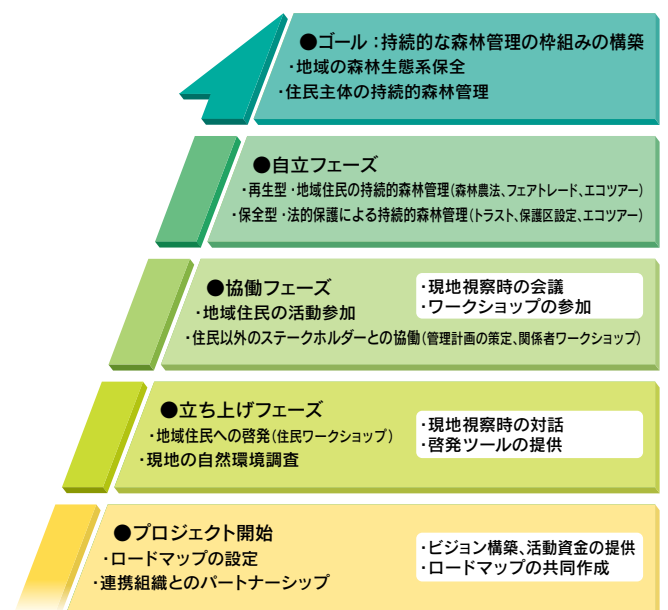 ●ゴール：持続的な森林管理の枠組みの構築
・地域の森林生態系保全
・住民主体の持続的森林管理
●自立フェーズ
・再生型・地域住民の持続的森林管理(森林農法、フェアトレード、エコツアー)
・保全型・法的保護による持続的森林管理(トラスト、保護区設定、エコツアー)
●協働フェーズ
・地域住民の活動参加
・住民以外のステークホルダーとの協働(管理計画の策定、関係者ワークショップ)
・現地視察時の会議
・ワークショップの参加
●立ち上げフェーズ
・地域住民への啓発(住民ワークショップ)
・現地の自然環境調査
・現地視察時の対話
・啓発ツールの提供
●プロジェクト開始
・ロードマップの設定
・連携組織とのパートナーシップ
・ビジョン構築、活動資金の提供
・ロードマップの共同作成